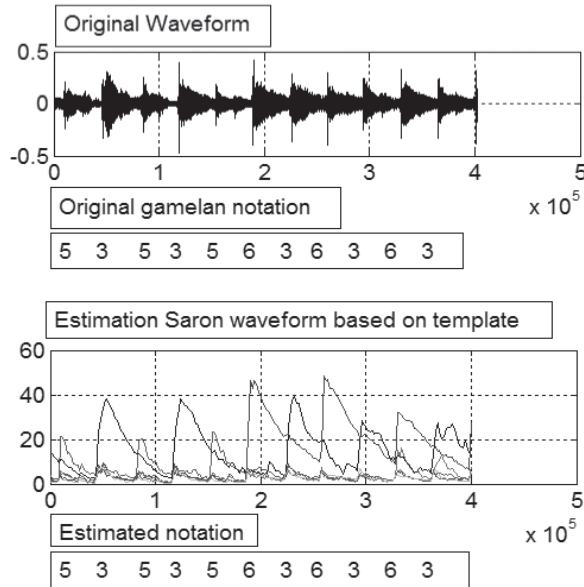 Original Waveform
0.5
0
-0.5
0 1 2 3 4 5
x 10^5
Original gamelan notation
5 3 5 3 5 6 3 6 3 6 3
Estimation Saron waveform based on template
60
40
20
0
0 1 2 3 4 5
x 10^5
Estimated notation
5 3 5 3 5 6 3 6 3 6 3